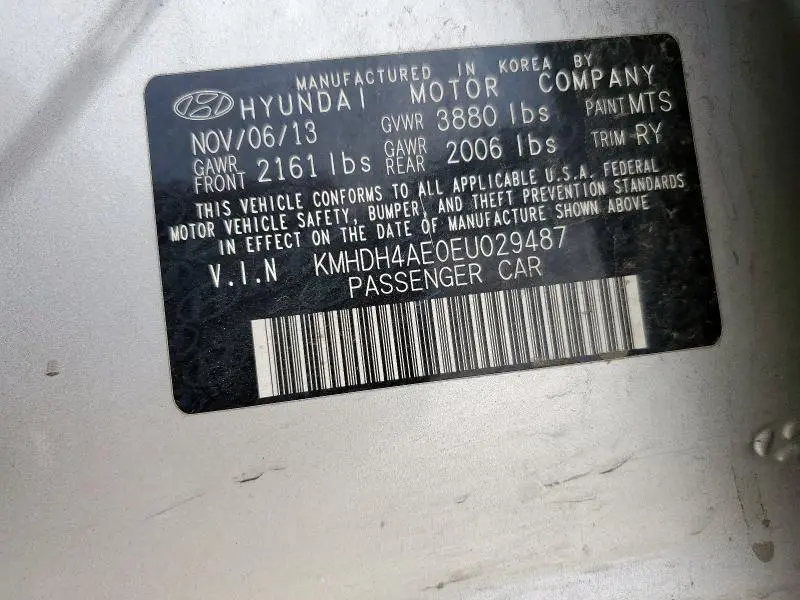 MANUFACTURED IN KOREA BY
HYUNDAI MOTOR COMPANY
NOV/06/13 GVWR 3880 lbs PAINT MTS
GAWR FRONT 2161 lbs GAWR REAR 2006 lbs TRIM RY
THIS VEHICLE CONFORMS TO ALL APPLICABLE U.S.A. FEDERAL
MOTOR VEHICLE SAFETY, BUMPER, AND THEFT PREVENTION STANDARDS
IN EFFECT ON THE DATE OF MANUFACTURE SHOWN ABOVE
V.I.N KMHDH4AE0EU029487
PASSENGER CAR